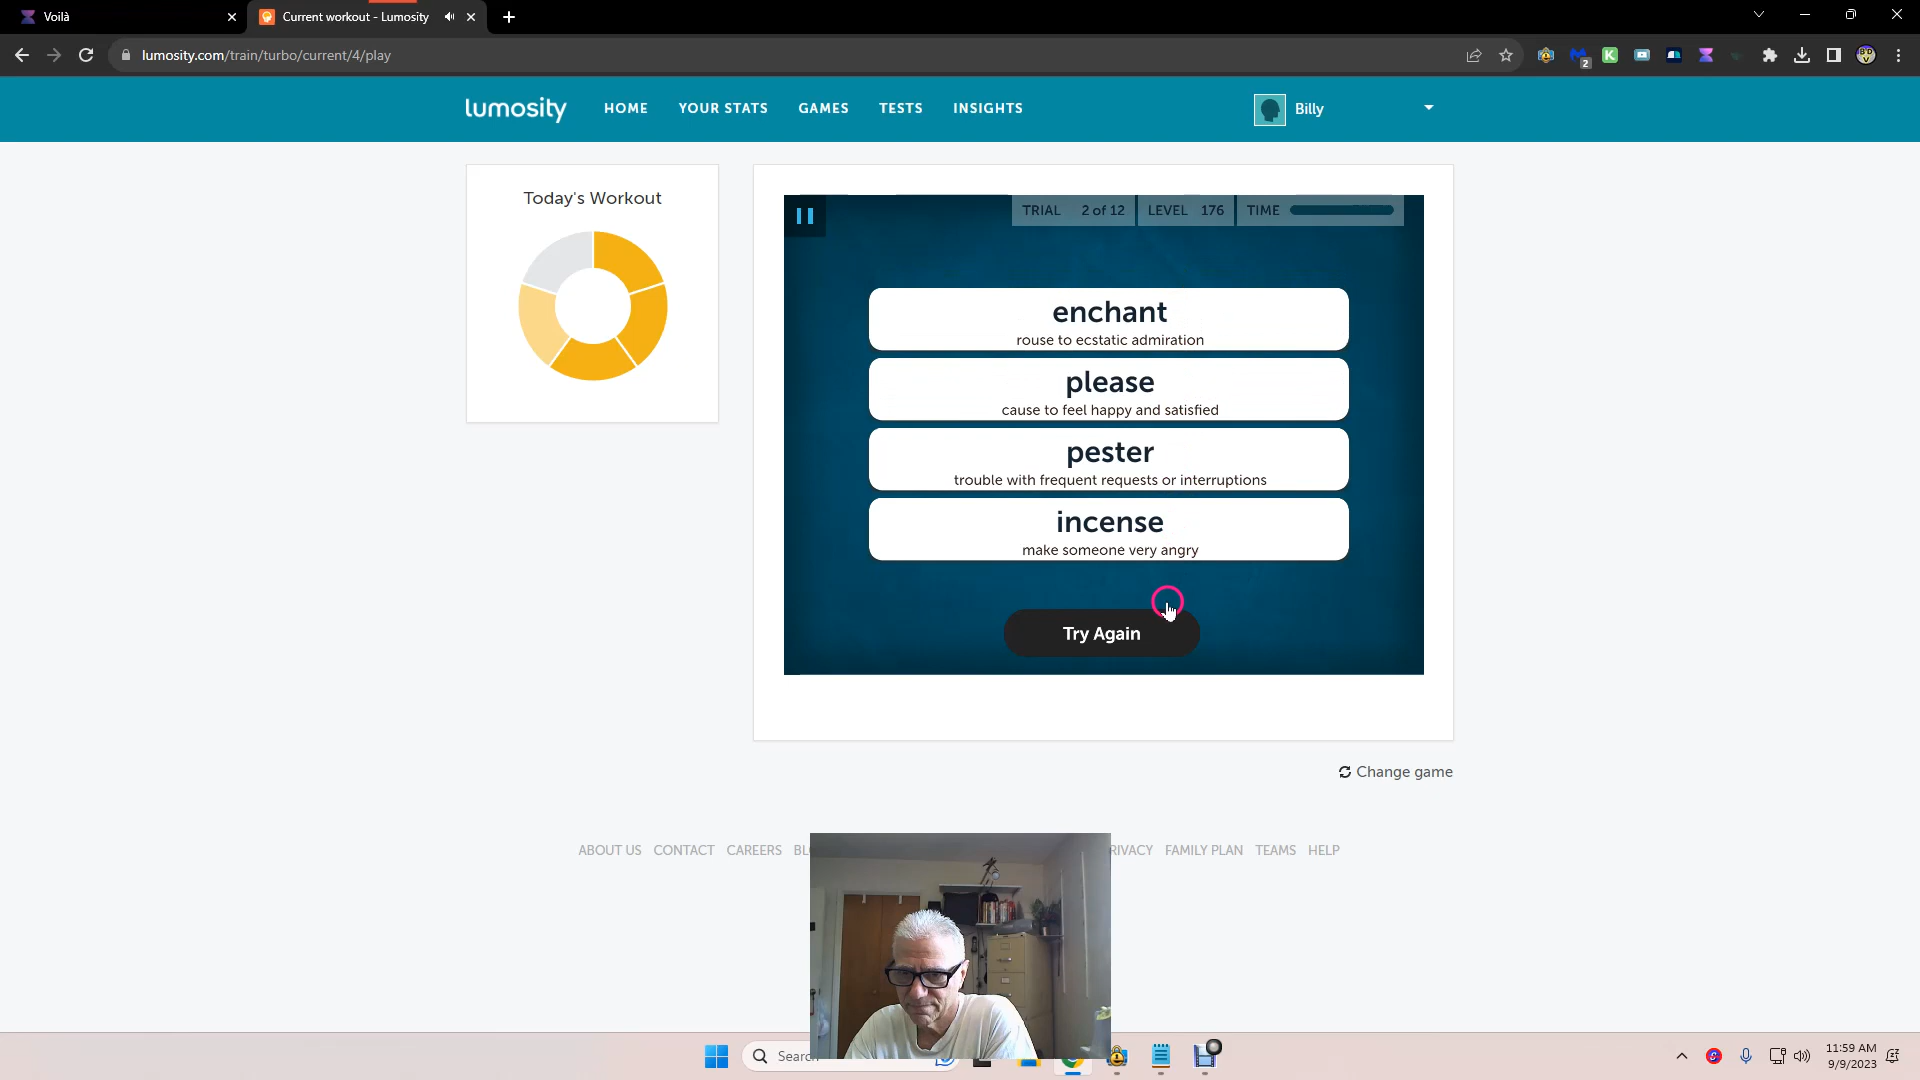 Voilà
Current workout - Lumosity
lumosity.com/train/turbo/current/4/play
2
lumosity
HOME
YOUR STATS
GAMES
TESTS
INSIGHTS
Billy
Today's Workout
TRIAL 2 of 12
LEVEL 176
TIME
enchant
rouse to ecstatic admiration
please
cause to feel happy and satisfied
pester
trouble with frequent requests or interruptions
incense
make someone very angry
Try Again
Change game
ABOUT US CONTACT CAREERS FAMILY PLAN TEAMS HELP
11:59 AM
9/9/2023